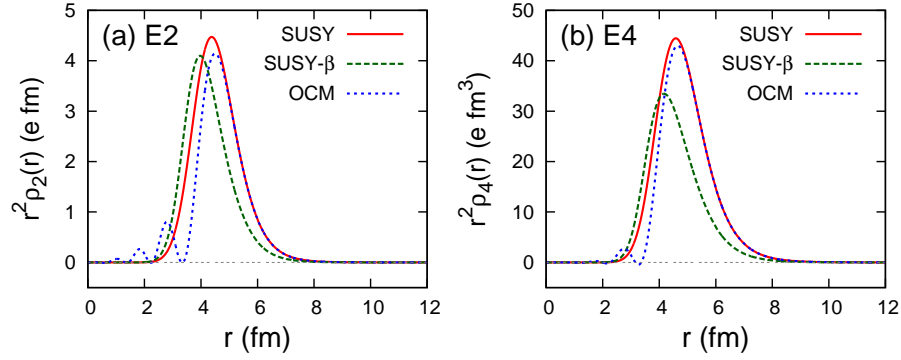 (a) E2
SUSY
SUSY-β
OCM
r²ρ₂(r) (e fm)
5
4
3
2
1
0
0 2 4 6 8 10 12
r (fm)
(b) E4
SUSY
SUSY-β
OCM
r²ρ₄(r) (e fm³)
50
40
30
20
10
0
0 2 4 6 8 10 12
r (fm)